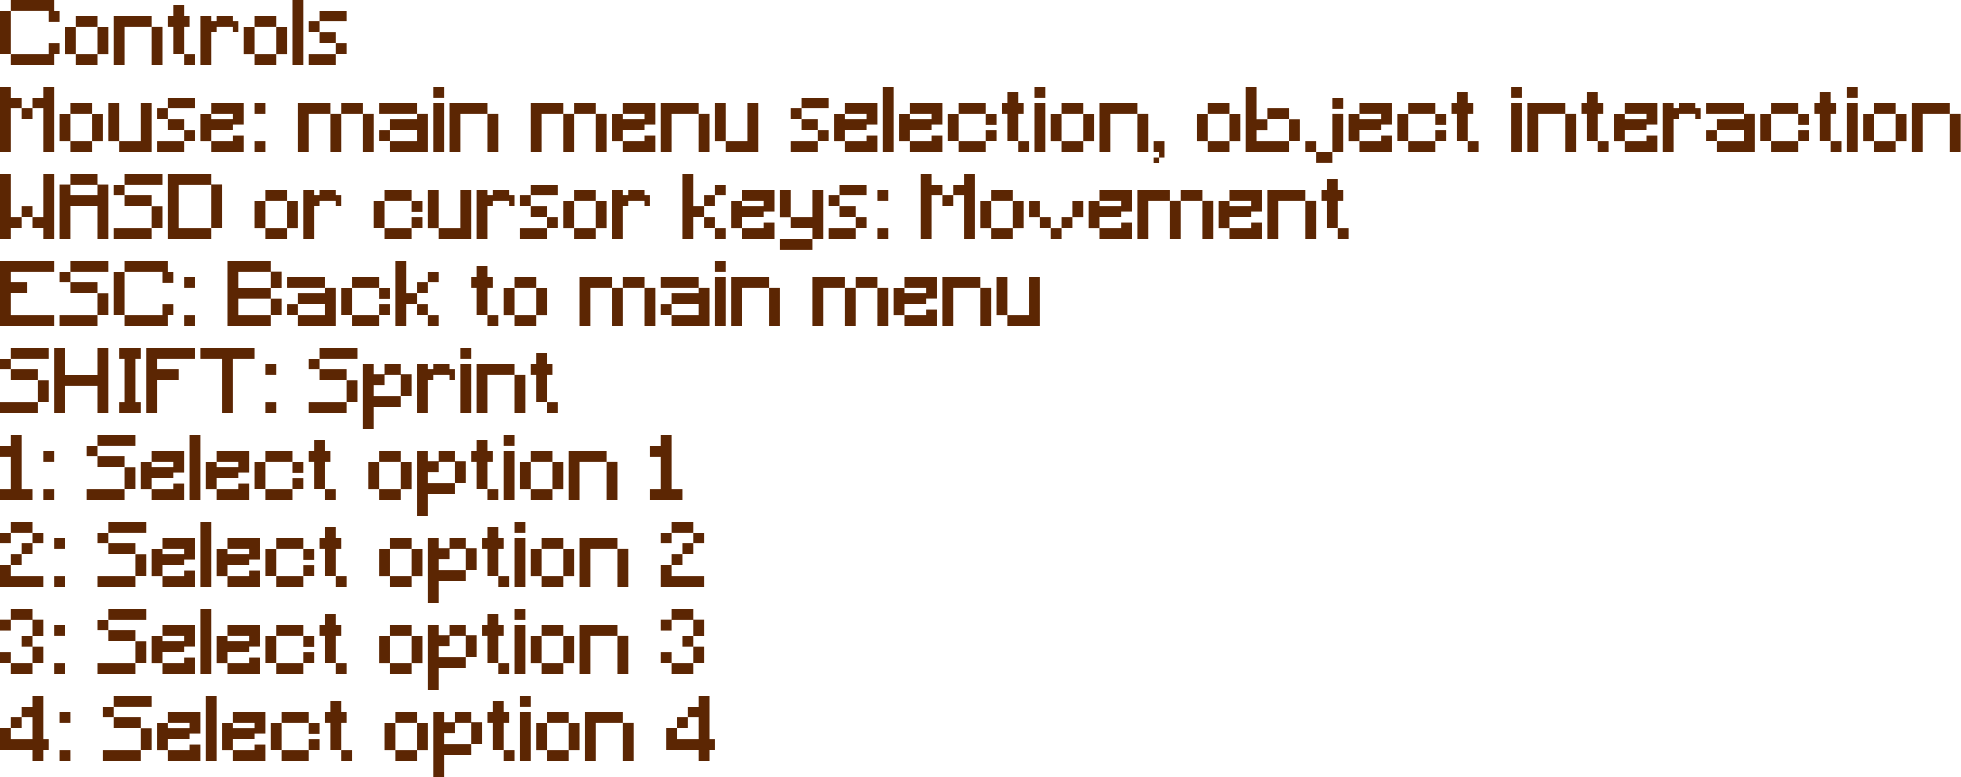 Controls
Mouse: main menu selection, object interaction
WASD or cursor keys: Movement
ESC: Back to main menu
SHIFT: Sprint
1: Select option 1
2: Select option 2
3: Select option 3
4: Select option 4